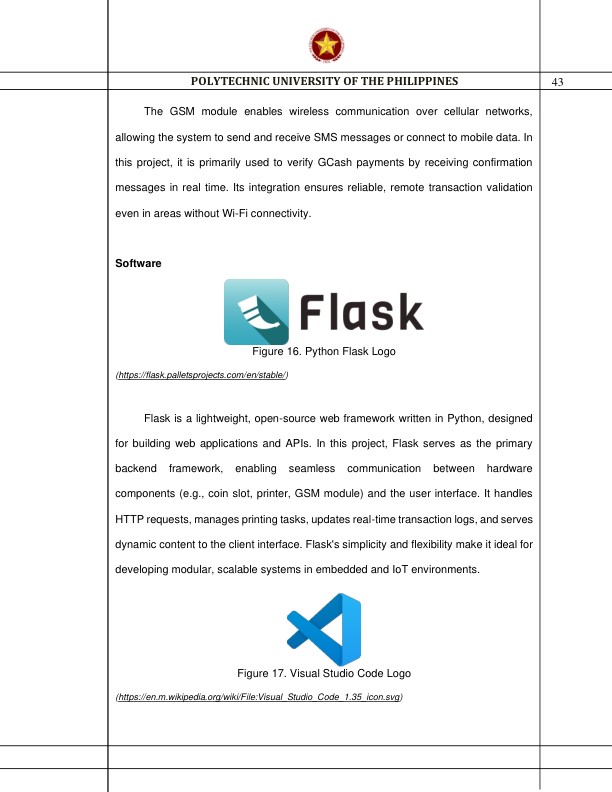 POLYTECHNIC UNIVERSITY OF THE PHILIPPINES
43
The GSM module enables wireless communication over cellular networks,
allowing the system to send and receive SMS messages or connect to mobile data. In
this project, it is primarily used to verify GCash payments by receiving confirmation
messages in real time. Its integration ensures reliable, remote transaction validation
even in areas without Wi-Fi connectivity.
Software
Flask
Figure 16. Python Flask Logo
(https://flask.palletsprojects.com/en/stable/)
Flask is a lightweight, open-source web framework written in Python, designed
for building web applications and APIs. In this project, Flask serves as the primary
backend framework, enabling seamless communication between hardware
components (e.g., coin slot, printer, GSM module) and the user interface. It handles
HTTP requests, manages printing tasks, updates real-time transaction logs, and serves
dynamic content to the client interface. Flask's simplicity and flexibility make it ideal for
developing modular, scalable systems in embedded and IoT environments.
Figure 17. Visual Studio Code Logo
(https://en.m.wikipedia.org/wiki/File:Visual_Studio_Code_1.35_icon.svg)